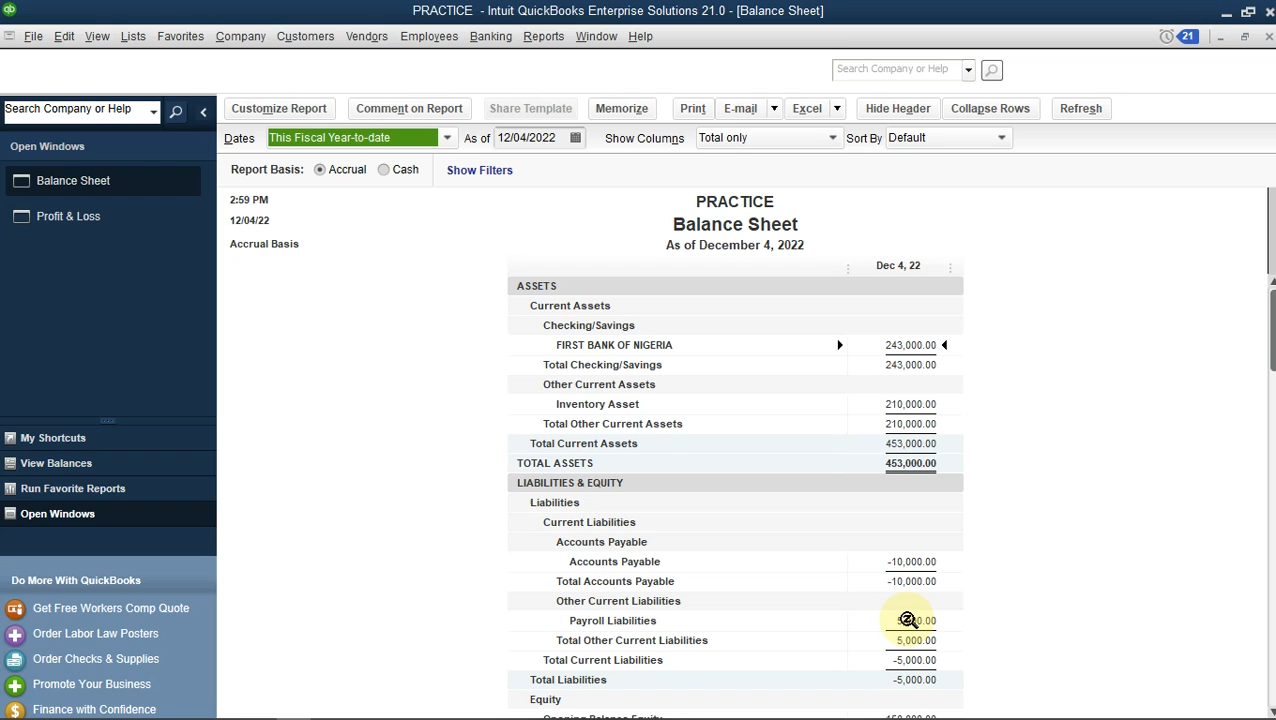 PRACTICE - Intuit QuickBooks Enterprise Solutions 21.0 - [Balance Sheet]
File Edit View Lists Favorites Company Customers Vendors Employees Banking Reports Window Help
21
Search Company or Help
Search Company or Help
Customize Report Comment on Report Share Template Memorize Print E-mail Excel Hide Header Collapse Rows Refresh
Dates This Fiscal Year-to-date As of 12/04/2022 Show Columns Total only Sort By Default
Report Basis: Accrual Cash Show Filters
Open Windows
Balance Sheet
Profit & Loss
My Shortcuts
View Balances
Run Favorite Reports
Open Windows
Do More With QuickBooks
Get Free Workers Comp Quote
Order Labor Law Posters
Order Checks & Supplies
Promote Your Business
Finance with Confidence
2:59 PM
12/04/22
Accrual Basis
PRACTICE
Balance Sheet
As of December 4, 2022
Dec 4, 22
ASSETS
Current Assets
Checking/Savings
FIRST BANK OF NIGERIA 243,000.00
Total Checking/Savings 243,000.00
Other Current Assets
Inventory Asset 210,000.00
Total Other Current Assets 210,000.00
Total Current Assets 453,000.00
TOTAL ASSETS 453,000.00
LIABILITIES & EQUITY
Liabilities
Current Liabilities
Accounts Payable
Accounts Payable -10,000.00
Total Accounts Payable -10,000.00
Other Current Liabilities
Payroll Liabilities
Total Other Current Liabilities 5,000.00
Total Current Liabilities -5,000.00
Total Liabilities -5,000.00
Equity
Opening Balance Equity